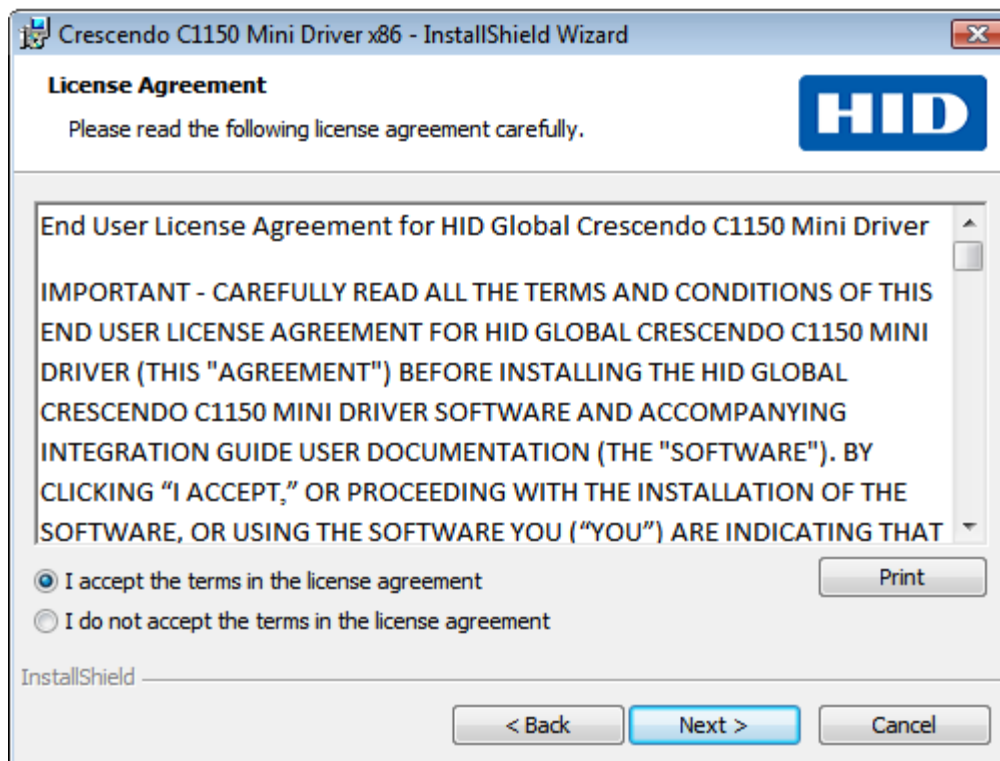 Crescendo C1150 Mini Driver x86 - InstallShield Wizard
License Agreement
Please read the following license agreement carefully.
HID
End User License Agreement for HID Global Crescendo C1150 Mini Driver
IMPORTANT - CAREFULLY READ ALL THE TERMS AND CONDITIONS OF THIS
END USER LICENSE AGREEMENT FOR HID GLOBAL CRESCENDO C1150 MINI
DRIVER (THIS "AGREEMENT") BEFORE INSTALLING THE HID GLOBAL
CRESCENDO C1150 MINI DRIVER SOFTWARE AND ACCOMPANYING
INTEGRATION GUIDE USER DOCUMENTATION (THE "SOFTWARE"). BY
CLICKING “I ACCEPT,” OR PROCEEDING WITH THE INSTALLATION OF THE
SOFTWARE, OR USING THE SOFTWARE YOU (“YOU”) ARE INDICATING THAT
I accept the terms in the license agreement
Print
I do not accept the terms in the license agreement
InstallShield
< Back
Next >
Cancel